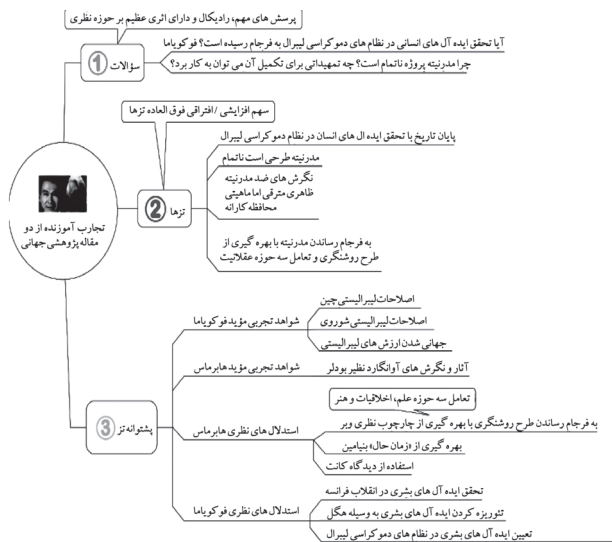 پرسش های مهم، رادیکال و دارای اثری عظیم بر حوزه نظری
آیا تحقق ایده آل های انسانی در نظام های دموکراسی لیبرال به فرجام رسیده است؟ فوکویاما
1 سؤالات
چرا مدرنیته پروژه ناتمام است؟ چه تمهیداتی برای تکمیل آن می توان به کار برد؟
سهم افزایشی / افتراقی فوق العاده تزها
پایان تاریخ با تحقق ایده ال های انسان در نظام دموکراسی لیبرال
مدرنیته طرحی است ناتمام
نگرش های ضد مدرنیته
ظاهری مترقی اما ماهیتی
محافظه کارانه
2 تزها
به فرجام رساندن مدرنیته با بهره گیری از
طرح روشنگری و تعامل سه حوزه عقلانیت
تجارب آموزنده از دو
مقاله پژوهشی جهانی
3 پشتوانه تز
شواهد تجربی مؤید فوکویاما
اصلاحات لیبرالیستی چین
اصلاحات لیبرالیستی شوروی
جهانی شدن ارزش های لیبرالیستی
شواهد تجربی مؤید هابرماس
آثار و نگرش های آوانگارد نظیر بودلر
تعامل سه حوزه علم، اخلاقیات و هنر
استدلال های نظری هابرماس
به فرجام رساندن طرح روشنگری با بهره گیری از چارچوب نظری وبر
بهره گیری از «زمان حال» بنیامین
استفاده از دیدگاه کانت
استدلال های نظری فوکویاما
تحقق ایده آل های بشری در انقلاب فرانسه
تئوریزه کردن ایده آل های بشری به وسیله هگل
تعیین ایده آل های بشری در نظام های دموکراسی لیبرال